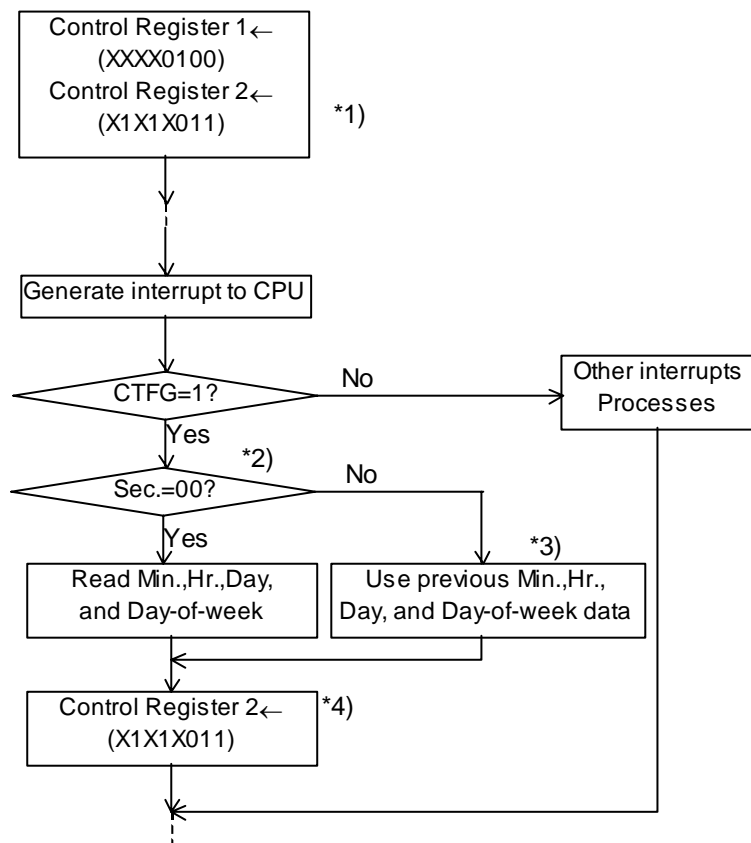 Control Register 1←
(XXXX0100)
Control Register 2←
(X1X1X011)
*1)
Generate interrupt to CPU
CTFG=1?
No
Other interrupts
Processes
Yes
*2)
Sec.=00?
No
Yes
*3)
Read Min.,Hr.,Day,
and Day-of-week
Use previous Min.,Hr.,
Day, and Day-of-week data
Control Register 2←
(X1X1X011)
*4)